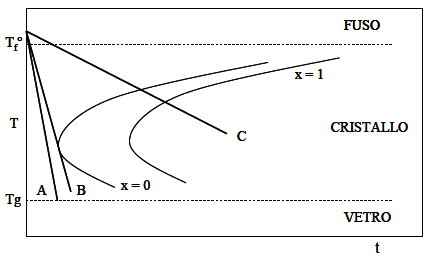 FUSO
Tf°
x = 1
T
C
CRISTALLO
A
B
x = 0
Tg
VETRO
t